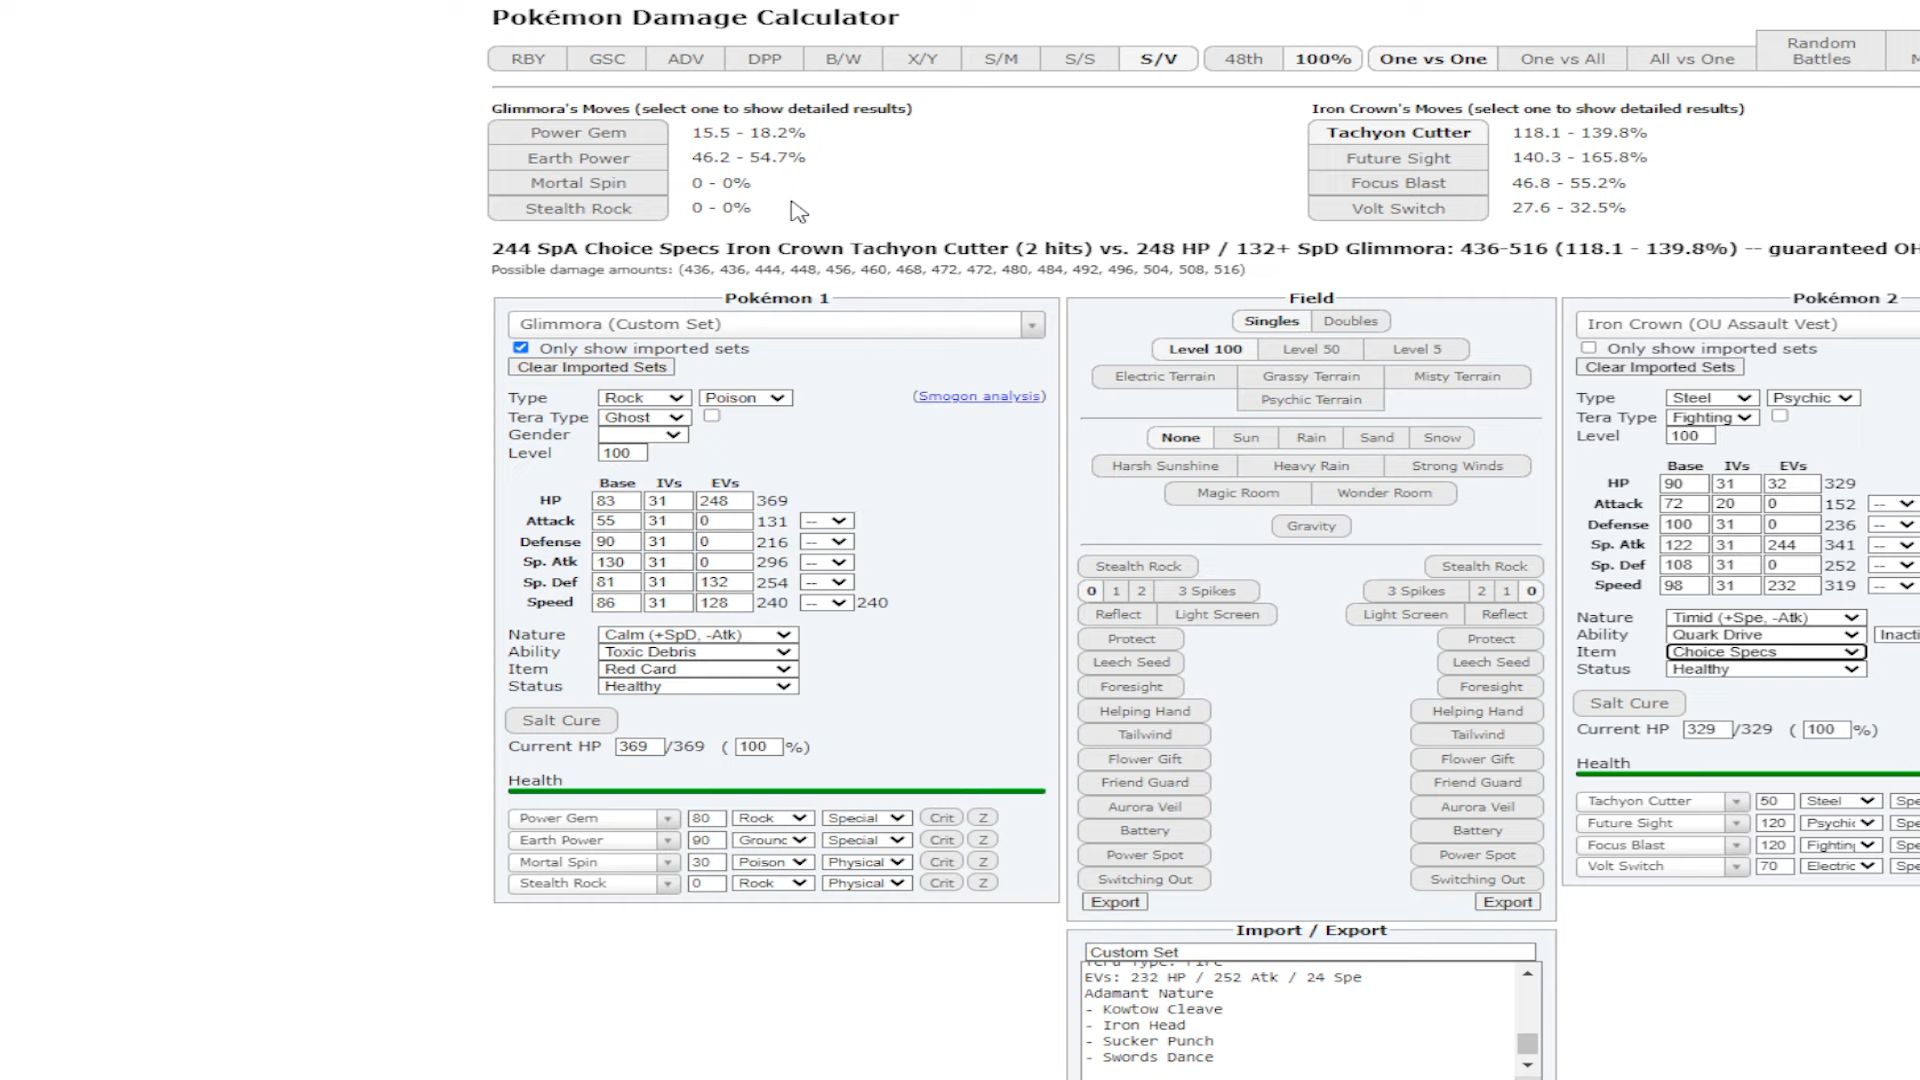 Pokémon Damage Calculator
RBY GSC ADV DPP B/W X/Y S/M S/S S/V 48th 100% One vs One One vs All All vs One Random Battles
Glimmora's Moves (select one to show detailed results)
Power Gem 15.5 - 18.2%
Earth Power 46.2 - 54.7%
Mortal Spin 0 - 0%
Stealth Rock 0 - 0%
Iron Crown's Moves (select one to show detailed results)
Tachyon Cutter 118.1 - 139.8%
Future Sight 140.3 - 165.8%
Focus Blast 46.8 - 55.2%
Volt Switch 27.6 - 32.5%
244 SpA Choice Specs Iron Crown Tachyon Cutter (2 hits) vs. 248 HP / 132+ SpD Glimmora: 436-516 (118.1 - 139.8%) -- guaranteed OH
Possible damage amounts: (436, 436, 444, 448, 456, 460, 468, 472, 472, 480, 484, 492, 496, 504, 508, 516)
Pokémon 1
Glimmora (Custom Set)
Only show imported sets
Clear Imported Sets
Type Rock Poison (Smogon analysis)
Tera Type Ghost
Gender
Level 100
Base IVs EVs
HP 83 31 248 369
Attack 55 31 0 131 --
Defense 90 31 0 216 --
Sp. Atk 130 31 0 296 --
Sp. Def 81 31 132 254 --
Speed 86 31 128 240 -- 240
Nature Calm (+SpD, -Atk)
Ability Toxic Debris
Item Red Card
Status Healthy
Salt Cure
Current HP 369 /369 ( 100 %)
Health
Power Gem 80 Rock Special Crit Z
Earth Power 90 Ground Special Crit Z
Mortal Spin 30 Poison Physical Crit Z
Stealth Rock 0 Rock Physical Crit Z
Field
Singles Doubles
Level 100 Level 50 Level 5
Electric Terrain Grassy Terrain Misty Terrain
Psychic Terrain
None Sun Rain Sand Snow
Harsh Sunshine Heavy Rain Strong Winds
Magic Room Wonder Room
Gravity
Stealth Rock Stealth Rock
0 1 2 3 Spikes 3 Spikes 2 1 0
Reflect Light Screen Light Screen Reflect
Protect Protect
Leech Seed Leech Seed
Foresight Foresight
Helping Hand Helping Hand
Tailwind Tailwind
Flower Gift Flower Gift
Friend Guard Friend Guard
Aurora Veil Aurora Veil
Battery Battery
Power Spot Power Spot
Switching Out Switching Out
Export Export
Import / Export
Custom Set
Tera Type: Fire
EVs: 232 HP / 252 Atk / 24 Spe
Adamant Nature
- Kowtow Cleave
- Iron Head
- Sucker Punch
- Swords Dance
Pokémon 2
Iron Crown (OU Assault Vest)
Only show imported sets
Clear Imported Sets
Type Steel Psychic
Tera Type Fighting
Level 100
Base IVs EVs
HP 90 31 32 329
Attack 72 20 0 152 --
Defense 100 31 0 236 --
Sp. Atk 122 31 244 341 --
Sp. Def 108 31 0 252 --
Speed 98 31 232 319 --
Nature Timid (+Spe, -Atk)
Ability Quark Drive Inacti
Item Choice Specs
Status Healthy
Salt Cure
Current HP 329 /329 ( 100 %)
Health
Tachyon Cutter 50 Steel Spe
Future Sight 120 Psychic Spe
Focus Blast 120 Fighting Spe
Volt Switch 70 Electric Spe